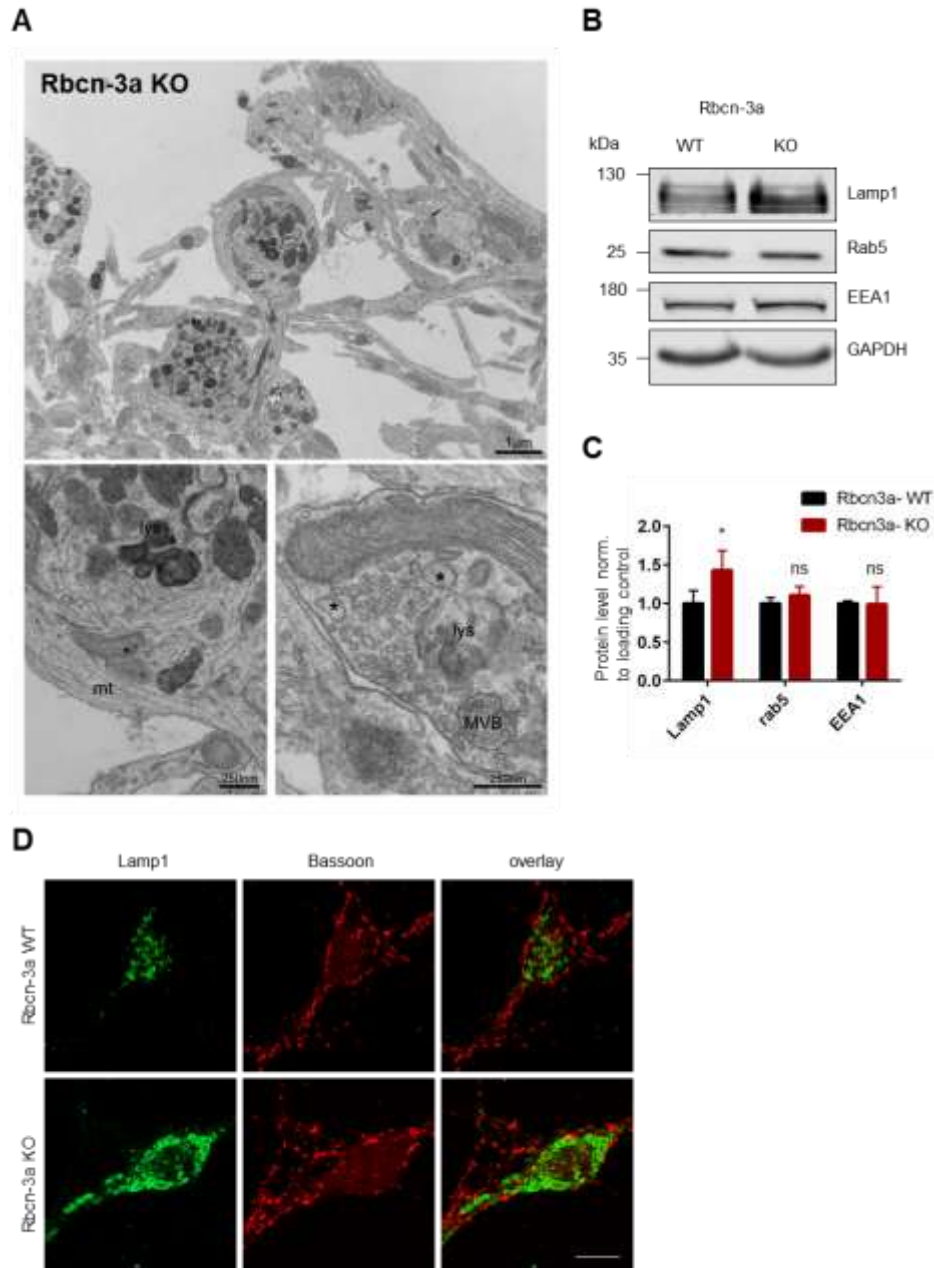 A
Rbcn-3a KO
1µm
lys
*
mt
250nm
*
*
lys
MVB
250nm
B
Rbcn-3a
kDa
WT
KO
130
Lamp1
25
Rab5
180
EEA1
35
GAPDH
C
Rbcn3a- WT
Rbcn3a- KO
Protein level norm.
to loading control
2.0
1.5
1.0
0.5
0.0
*
ns
ns
Lamp1
rab5
EEA1
D
Lamp1
Bassoon
overlay
Rbcn-3a WT
Rbcn-3a KO